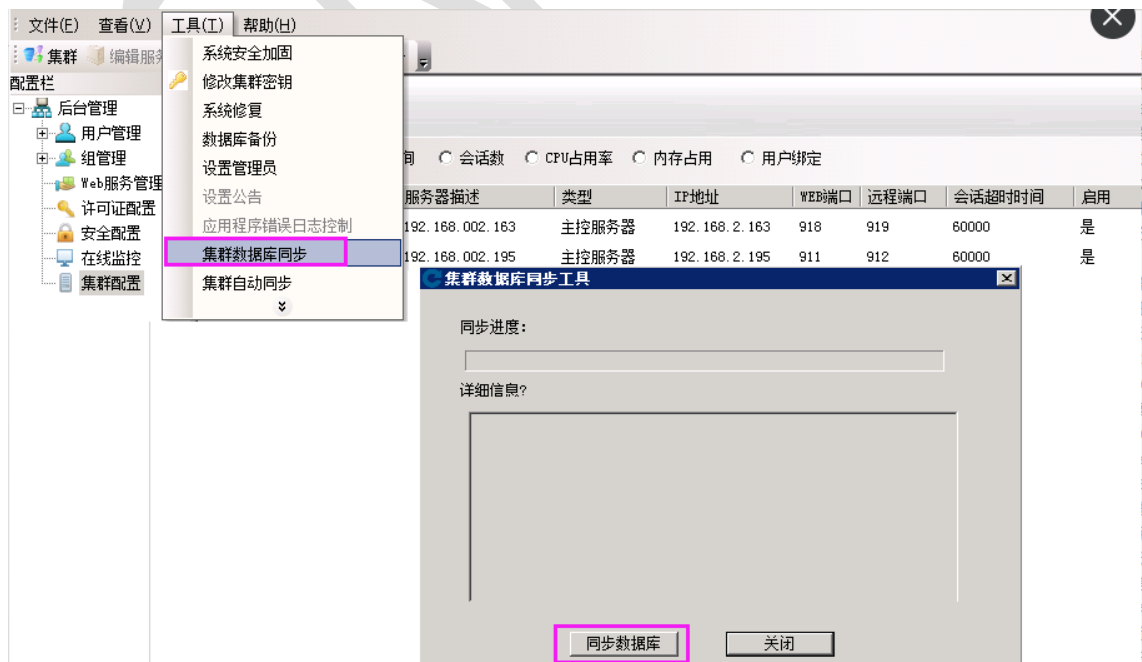 文件(F) 查看(V) 工具(T) 帮助(H)
集群 编辑服
配置栏
后台管理
用户管理
组管理
Web服务管理
许可证配置
安全配置
在线监控
集群配置
系统安全加固
修改集群密钥
系统修复
数据库备份
设置管理员
设置公告
应用程序错误日志控制
集群数据库同步
集群自动同步
会话数 CPU占用率 内存占用 用户绑定
服务器描述 类型 IP地址 WEB端口 远程端口 会话超时时间 启用
192.168.002.163 主控服务器 192.168.2.163 918 919 60000 是
192.168.002.195 主控服务器 192.168.2.195 911 912 60000 是
集群数据库同步工具
同步进度:
详细信息?
同步数据库 关闭